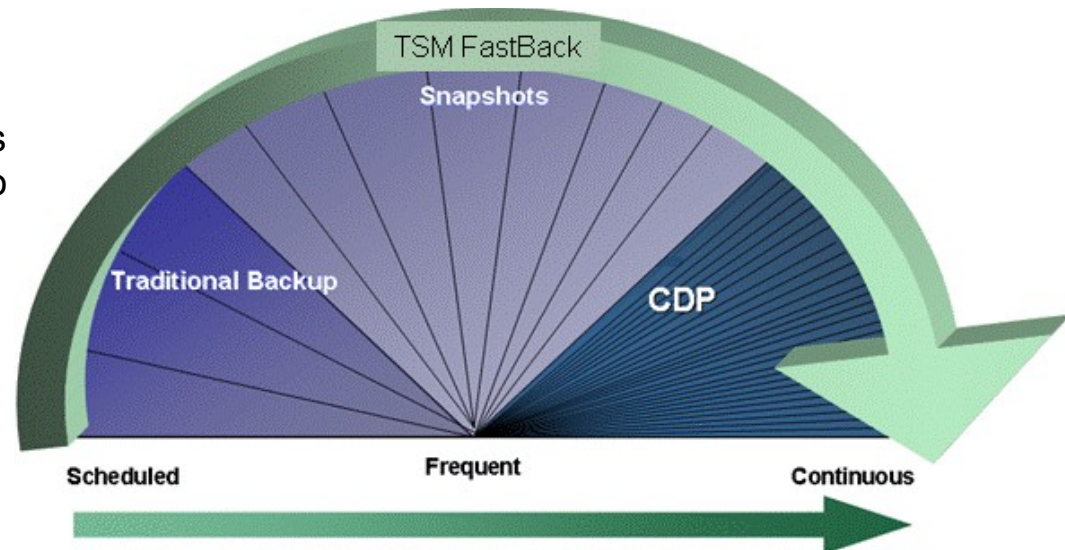 TSM FastBack
Snapshots
Traditional Backup
CDP
Scheduled
Frequent
Continuous